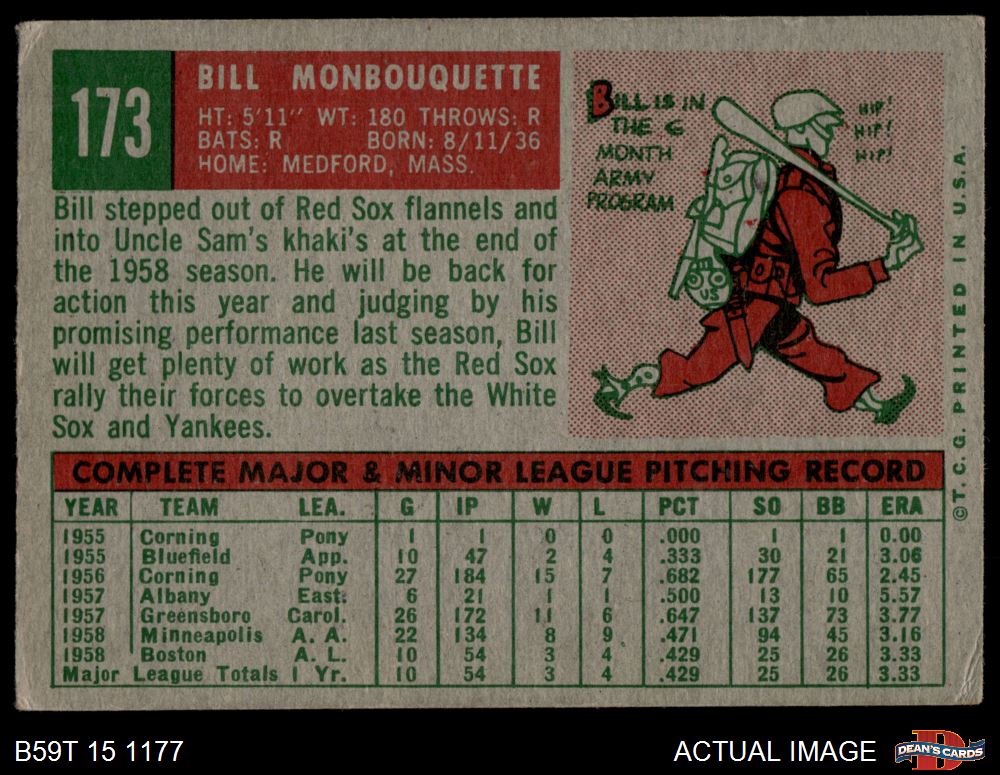 173
BILL MONBOUQUETTE
HT: 5'11" WT: 180 THROWS: R
BATS: R BORN: 8/11/36
HOME: MEDFORD, MASS.
BILL IS IN
THE 6
MONTH
ARMY
PROGRAM
HIP!
HIP!
HIP!
US
Bill stepped out of Red Sox flannels and
into Uncle Sam's khaki's at the end of
the 1958 season. He will be back for
action this year and judging by his
promising performance last season, Bill
will get plenty of work as the Red Sox
rally their forces to overtake the White
Sox and Yankees.
© T. C. G. PRINTED IN U.S.A.
COMPLETE MAJOR & MINOR LEAGUE PITCHING RECORD
YEAR TEAM LEA. G IP W L PCT SO BB ERA
1955 Corning Pony 1 1 0 0 .000 1 1 0.00
1955 Bluefield App. 10 47 2 4 .333 30 21 3.06
1956 Corning Pony 27 184 15 7 .682 177 65 2.45
1957 Albany East. 6 21 1 1 .500 13 10 5.57
1957 Greensboro Carol. 26 172 11 6 .647 137 73 3.77
1958 Minneapolis A. A. 22 134 8 9 .471 94 45 3.16
1958 Boston A. L. 10 54 3 4 .429 25 26 3.33
Major League Totals 1 Yr. 10 54 3 4 .429 25 26 3.33
B59T 15 1177
ACTUAL IMAGE
DEAN'S CARDS